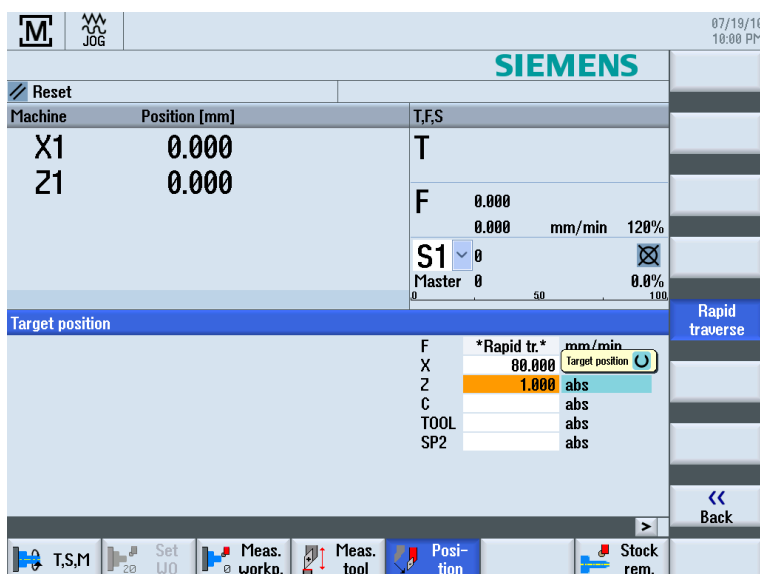 M
JOG
07/19/10
10:00 PM
SIEMENS
Reset
Machine Position [mm]
T,F,S
X1 0.000
Z1 0.000
T
F 0.000
0.000 mm/min 120%
S1 0
Master 0 0.0%
0 50 100
Rapid
traverse
Target position
F *Rapid tr.* mm/min
X 80.000
Target position
Z 1.000 abs
C abs
TOOL abs
SP2 abs
<<
Back
>
T,S,M
Set
WO
20
Meas.
workp.
0
Meas.
tool
Posi-
tion
Stock
rem.